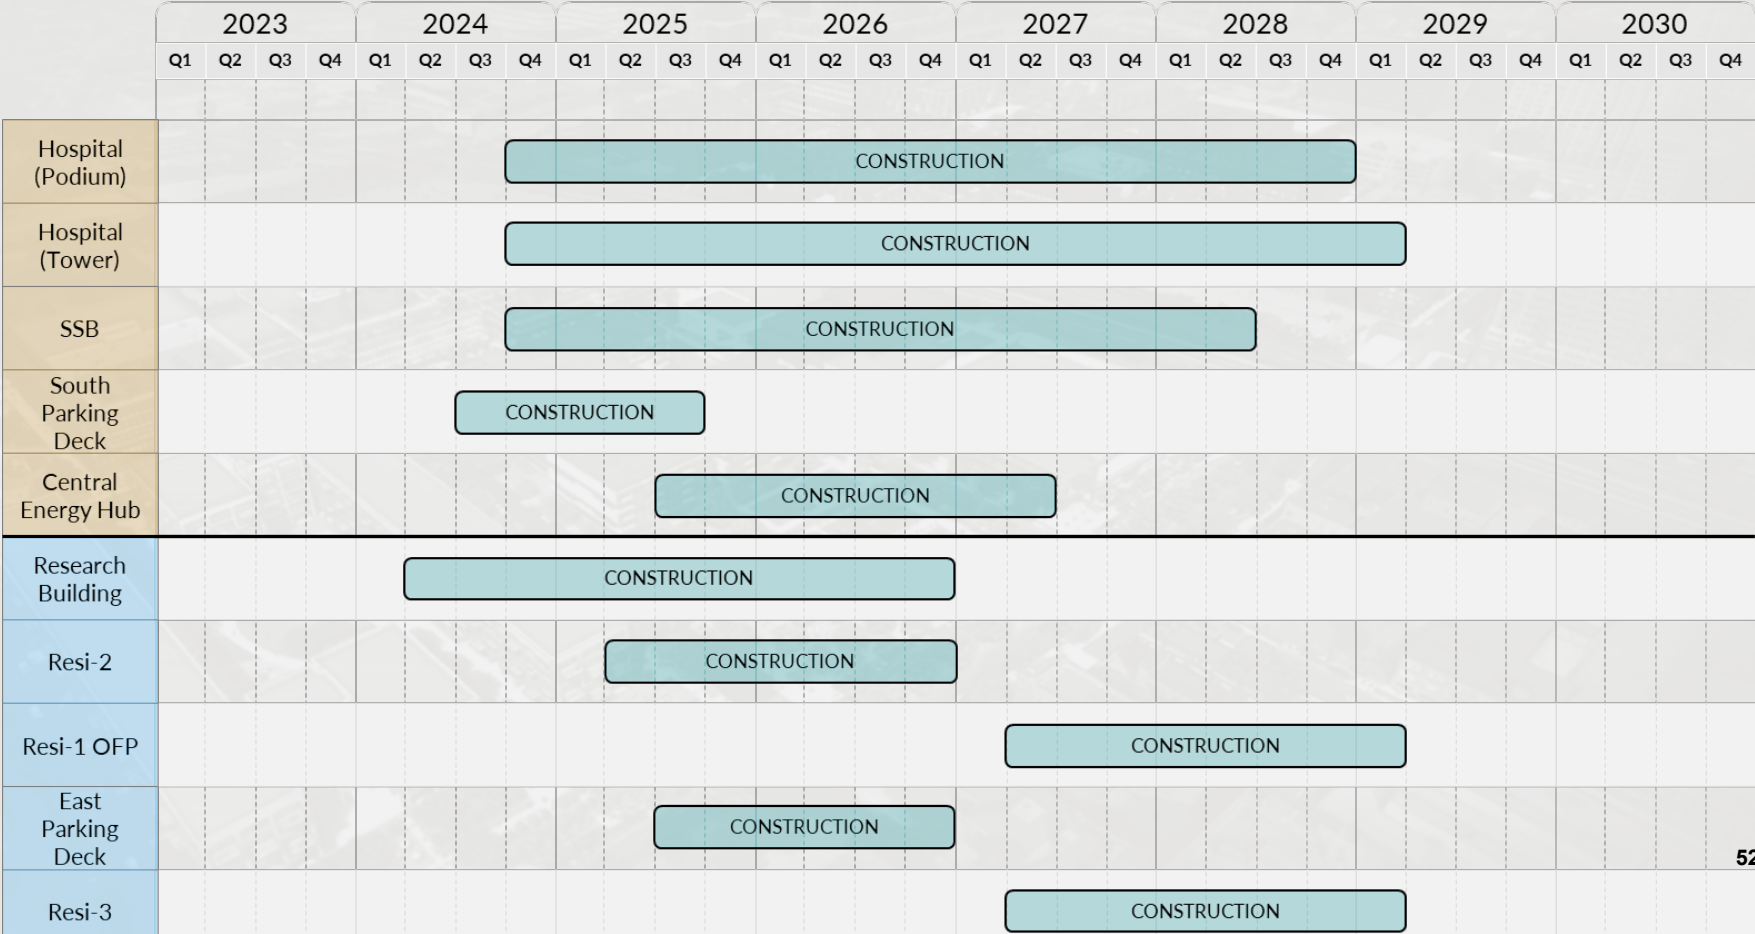 2023 2024 2025 2026 2027 2028 2029 2030
Q1 Q2 Q3 Q4 Q1 Q2 Q3 Q4 Q1 Q2 Q3 Q4 Q1 Q2 Q3 Q4 Q1 Q2 Q3 Q4 Q1 Q2 Q3 Q4 Q1 Q2 Q3 Q4 Q1 Q2 Q3 Q4
Hospital
(Podium)
CONSTRUCTION
Hospital
(Tower)
CONSTRUCTION
SSB
CONSTRUCTION
South
Parking
Deck
CONSTRUCTION
Central
Energy Hub
CONSTRUCTION
Research
Building
CONSTRUCTION
Resi-2
CONSTRUCTION
Resi-1 OFP
CONSTRUCTION
East
Parking
Deck
CONSTRUCTION
52
Resi-3
CONSTRUCTION